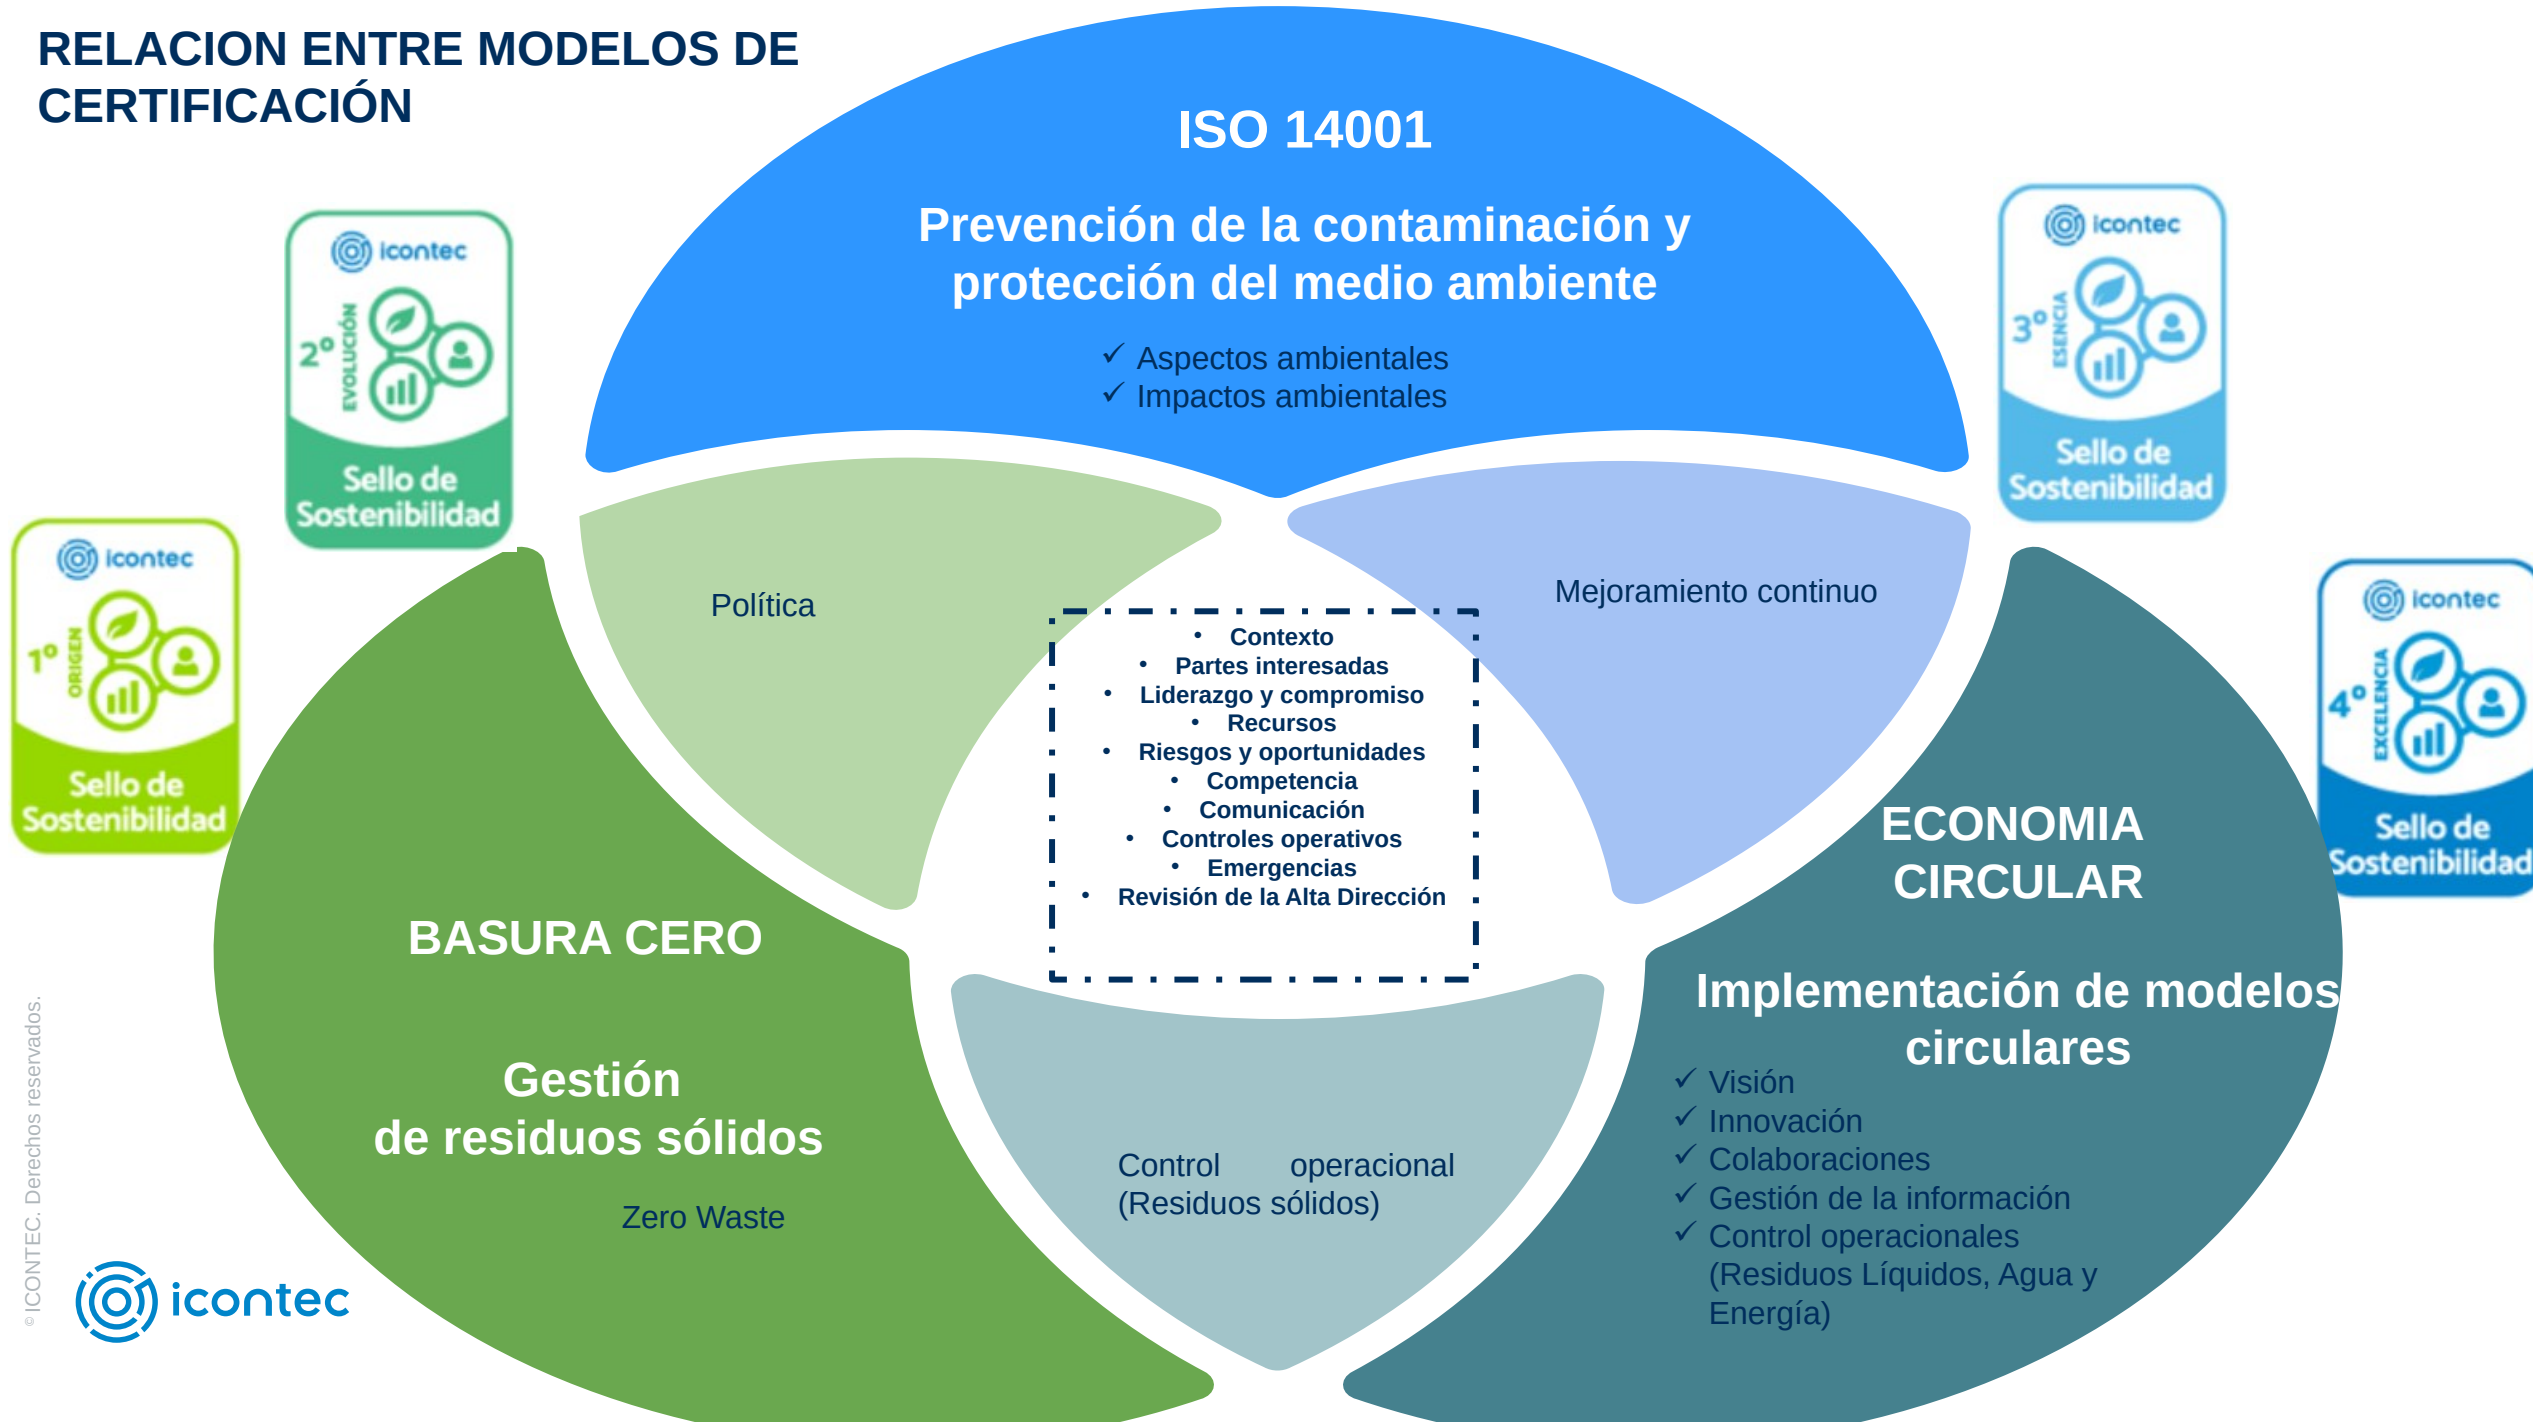 RELACION ENTRE MODELOS DE
CERTIFICACIÓN
ISO 14001
Prevención de la contaminación y
protección del medio ambiente
✓ Aspectos ambientales
✓ Impactos ambientales
icontec
2º
EVOLUCIÓN
Sello de
Sostenibilidad
icontec
3º
ESENCIA
Sello de
Sostenibilidad
icontec
1º
ORIGEN
Sello de
Sostenibilidad
icontec
4º
EXCELENCIA
Sello de
Sostenibilidad
Política
Mejoramiento continuo
• Contexto
• Partes interesadas
• Liderazgo y compromiso
• Recursos
• Riesgos y oportunidades
• Competencia
• Comunicación
• Controles operativos
• Emergencias
• Revisión de la Alta Dirección
BASURA CERO
Gestión
de residuos sólidos
Zero Waste
Control operacional
(Residuos sólidos)
ECONOMIA
CIRCULAR
Implementación de modelos
circulares
✓ Visión
✓ Innovación
✓ Colaboraciones
✓ Gestión de la información
✓ Control operacionales
(Residuos Líquidos, Agua y
Energía)
© ICONTEC. Derechos reservados.
icontec